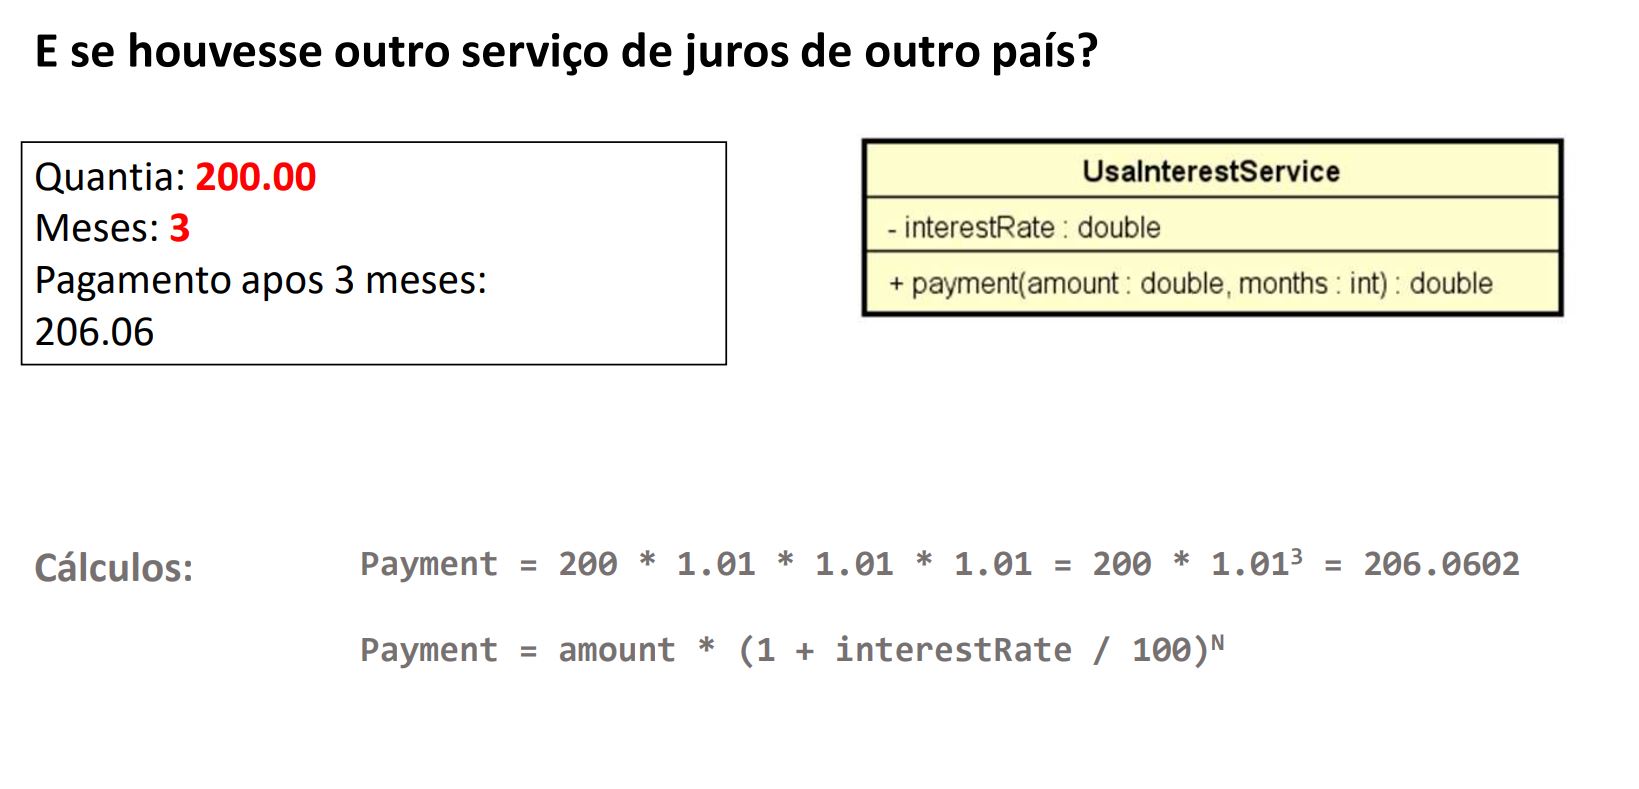 E se houvesse outro serviço de juros de outro país?
Quantia: 200.00
Meses: 3
Pagamento apos 3 meses:
206.06
UsaInterestService
- interestRate : double
+ payment(amount : double, months : int) : double
Cálculos:
Payment = 200 * 1.01 * 1.01 * 1.01 = 200 * 1.01³ = 206.0602
Payment = amount * (1 + interestRate / 100)ᴺ